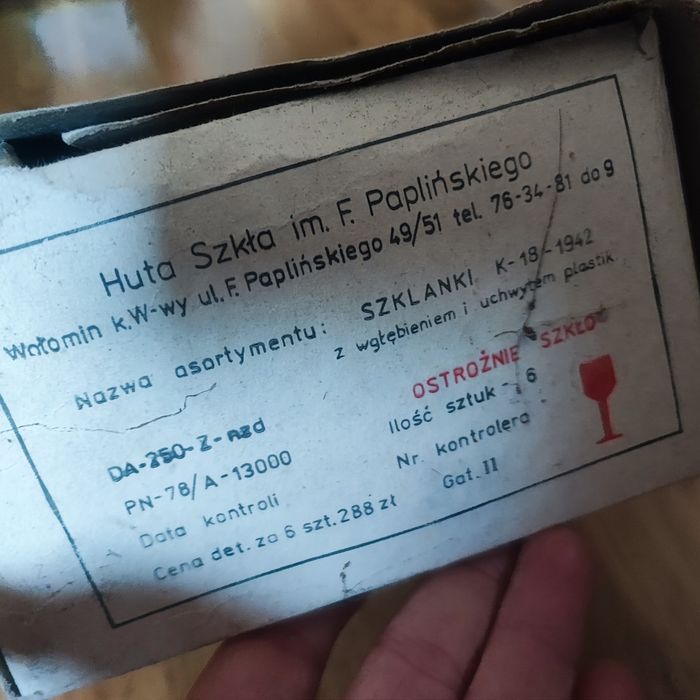 Huta Szkła im. F. Paplińskiego
Wołomin k.W-wy ul. F. Paplińskiego 49/51 tel. 76-34-81 do 9
Nazwa asortymentu: SZKLANKI K-18-1942
z wgłębieniem i uchwytem plastik.
OSTROŻNIE SZKŁO
DA-250-Z-nzd
Ilość sztuk - 6
PN-78/A-13000
Nr. kontrolera
Data kontroli
Gat. II
Cena det. za 6 szt. 288 zł